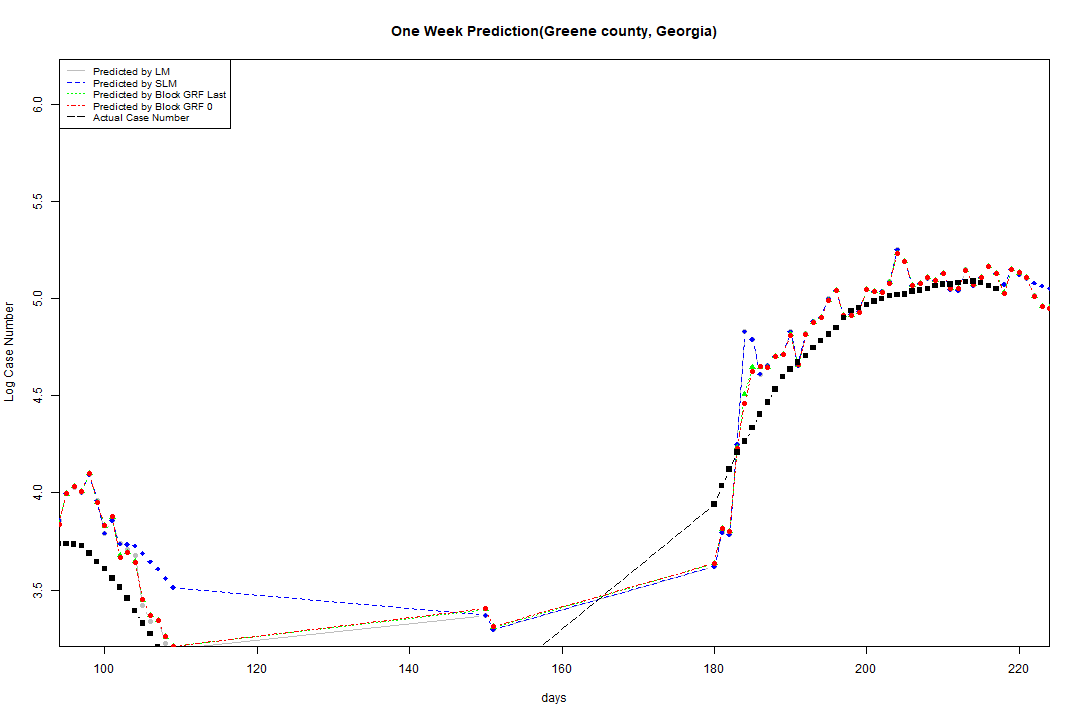 One Week Prediction(Greene county, Georgia)
Predicted by LM
Predicted by SLM
Predicted by Block GRF Last
Predicted by Block GRF 0
Actual Case Number
6.0
5.5
5.0
4.5
4.0
3.5
Log Case Number
100 120 140 160 180 200 220
days